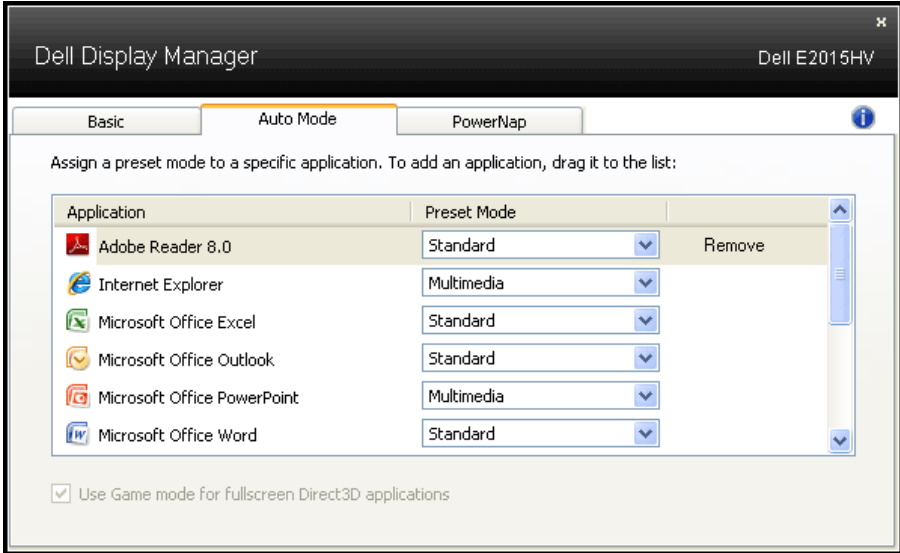 Dell Display Manager
Dell E2015HV
Basic
Auto Mode
PowerNap
Assign a preset mode to a specific application. To add an application, drag it to the list:
Application Preset Mode
Adobe Reader 8.0 Standard Remove
Internet Explorer Multimedia
Microsoft Office Excel Standard
Microsoft Office Outlook Standard
Microsoft Office PowerPoint Multimedia
Microsoft Office Word Standard
Use Game mode for fullscreen Direct3D applications